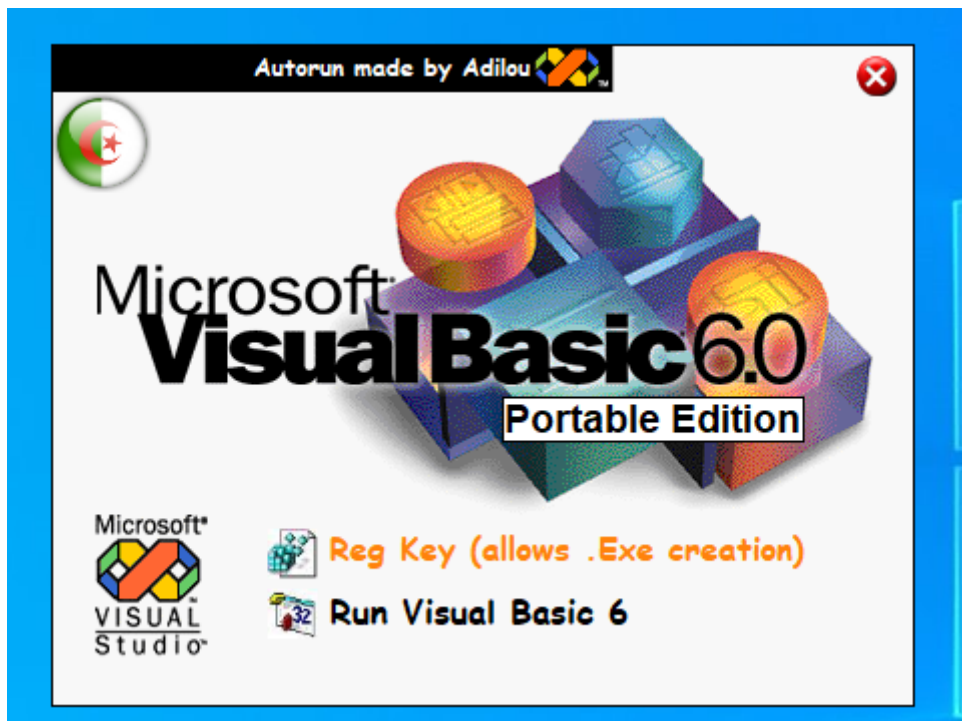 Autorun made by Adilou
Microsoft
Visual Basic 6.0
Portable Edition
Microsoft
VISUAL
Studio
Reg Key (allows .Exe creation)
32
Run Visual Basic 6